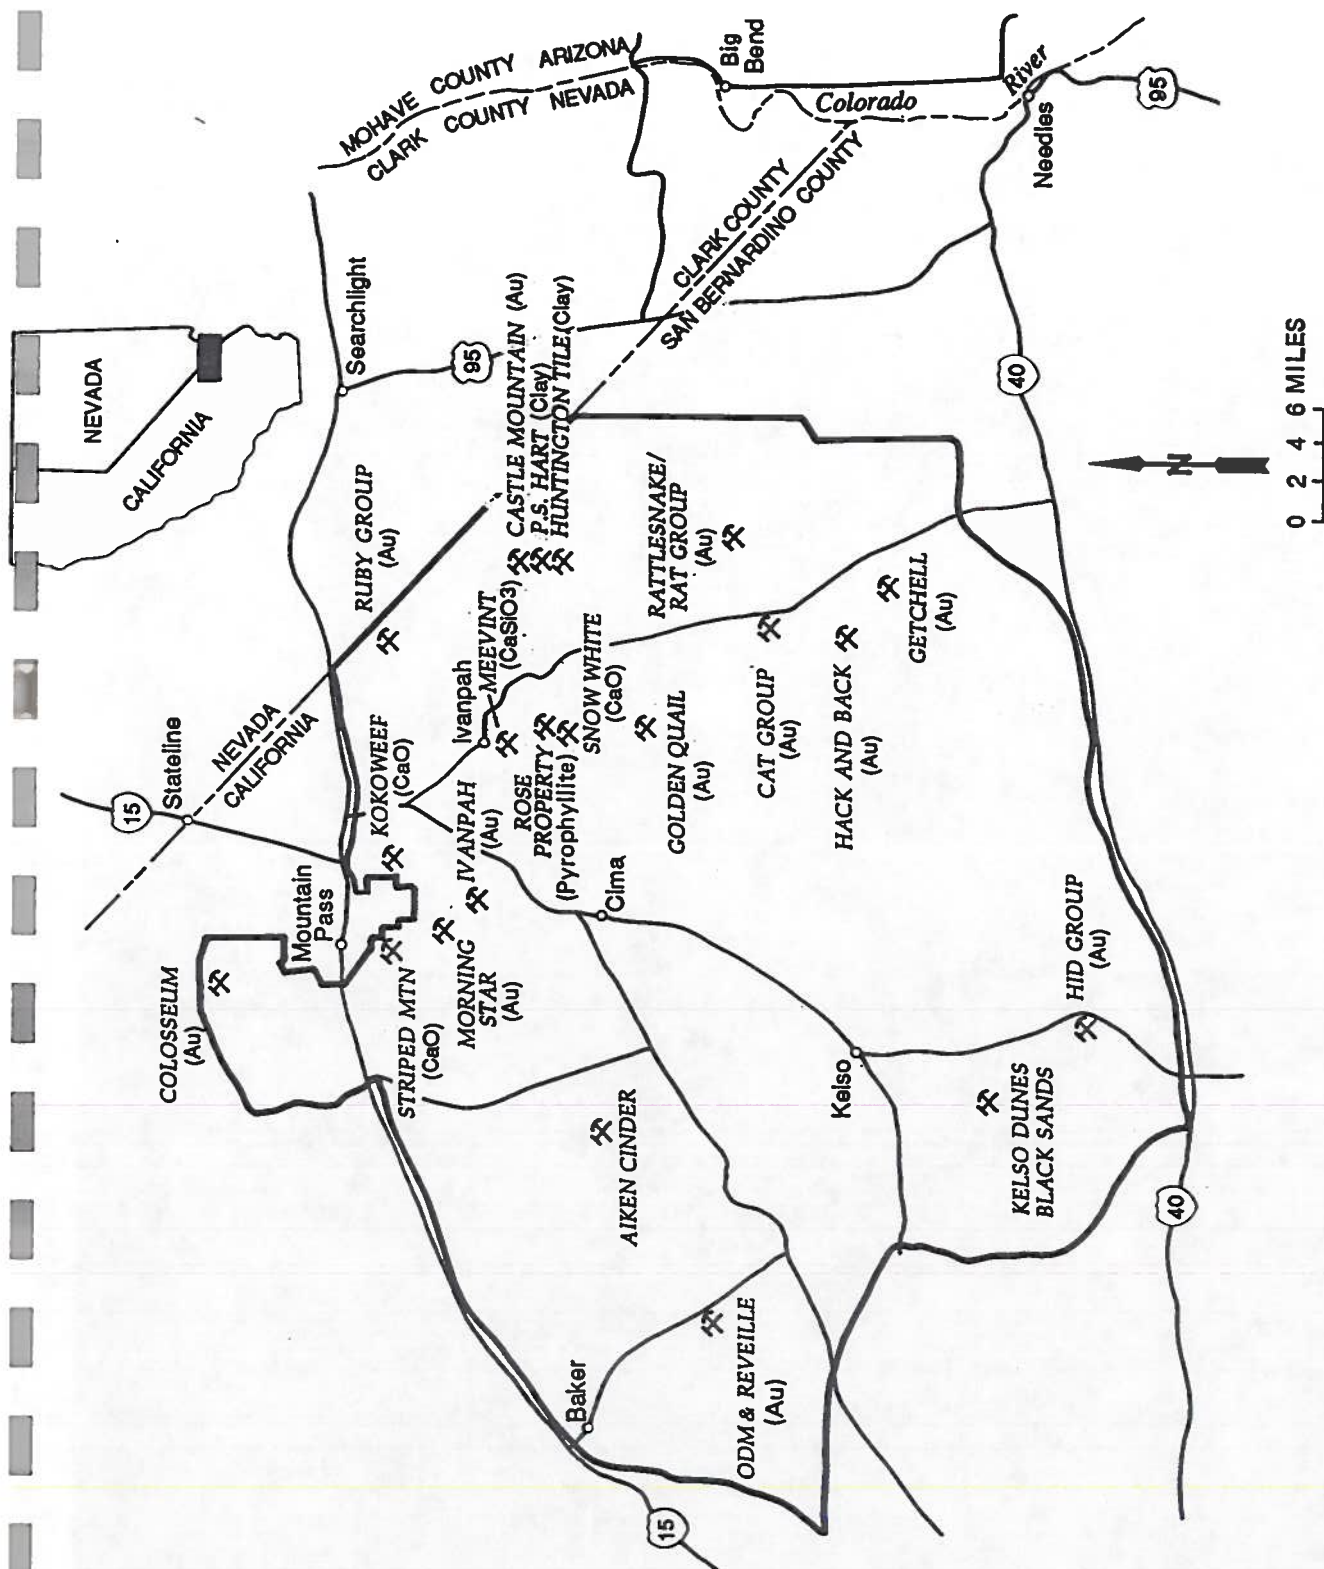 NEVADA
CALIFORNIA
MOHAVE COUNTY ARIZONA
CLARK COUNTY NEVADA
Big
Bend
Colorado
River
95
Needles
CLARK COUNTY
SAN BERNARDINO COUNTY
Searchlight
95
CASTLE MOUNTAIN (Au)
P.S. HART (Clay)
HUNTINGTON TILE (Clay)
40
RUBY GROUP
(Au)
RATTLESNAKE/
RAT GROUP
(Au)
GETCHELL
(Au)
N
0 2 4 6 MILES
Stateline
15
NEVADA
CALIFORNIA
KOKOWEEF
(CaO)
Ivanpah
MEEVINT
(CaSiO3)
SNOW WHITE
(CaO)
ROSE
PROPERTY
(Pyrophyllite)
IVANPAH
(Au)
GOLDEN QUAIL
(Au)
CAT GROUP
(Au)
HACK AND BACK
(Au)
Mountain
Pass
COLOSSEUM
(Au)
STRIPED MTN
(CaO)
MORNING
STAR
(Au)
Cima
HID GROUP
(Au)
Kelso
AIKEN CINDER
KELSO DUNES
BLACK SANDS
40
Baker
ODM & REVEILLE
(Au)
15